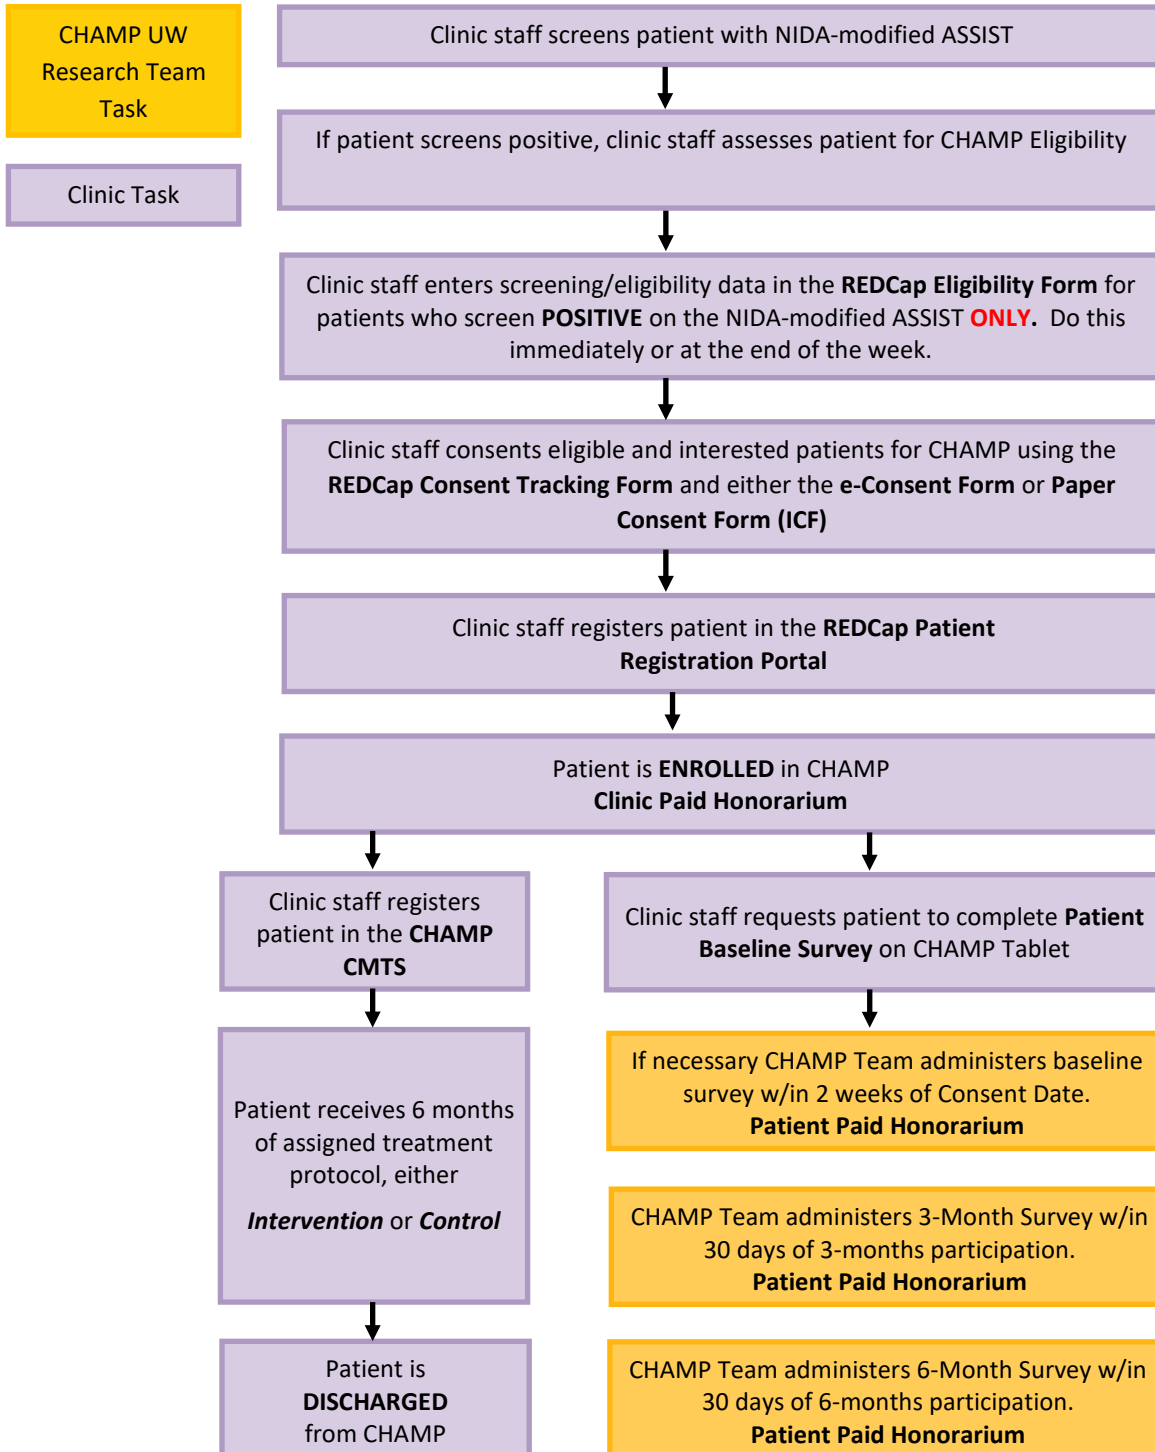 CHAMP UW
Research Team
Task
Clinic Task
Clinic staff screens patient with NIDA-modified ASSIST
If patient screens positive, clinic staff assesses patient for CHAMP Eligibility
Clinic staff enters screening/eligibility data in the REDCap Eligibility Form for
patients who screen POSITIVE on the NIDA-modified ASSIST ONLY. Do this
immediately or at the end of the week.
Clinic staff consents eligible and interested patients for CHAMP using the
REDCap Consent Tracking Form and either the e-Consent Form or Paper
Consent Form (ICF)
Clinic staff registers patient in the REDCap Patient
Registration Portal
Patient is ENROLLED in CHAMP
Clinic Paid Honorarium
Clinic staff registers
patient in the CHAMP
CMTS
Patient receives 6 months
of assigned treatment
protocol, either
Intervention or Control
Patient is
DISCHARGED
from CHAMP
Clinic staff requests patient to complete Patient
Baseline Survey on CHAMP Tablet
If necessary CHAMP Team administers baseline
survey w/in 2 weeks of Consent Date.
Patient Paid Honorarium
CHAMP Team administers 3-Month Survey w/in
30 days of 3-months participation.
Patient Paid Honorarium
CHAMP Team administers 6-Month Survey w/in
30 days of 6-months participation.
Patient Paid Honorarium